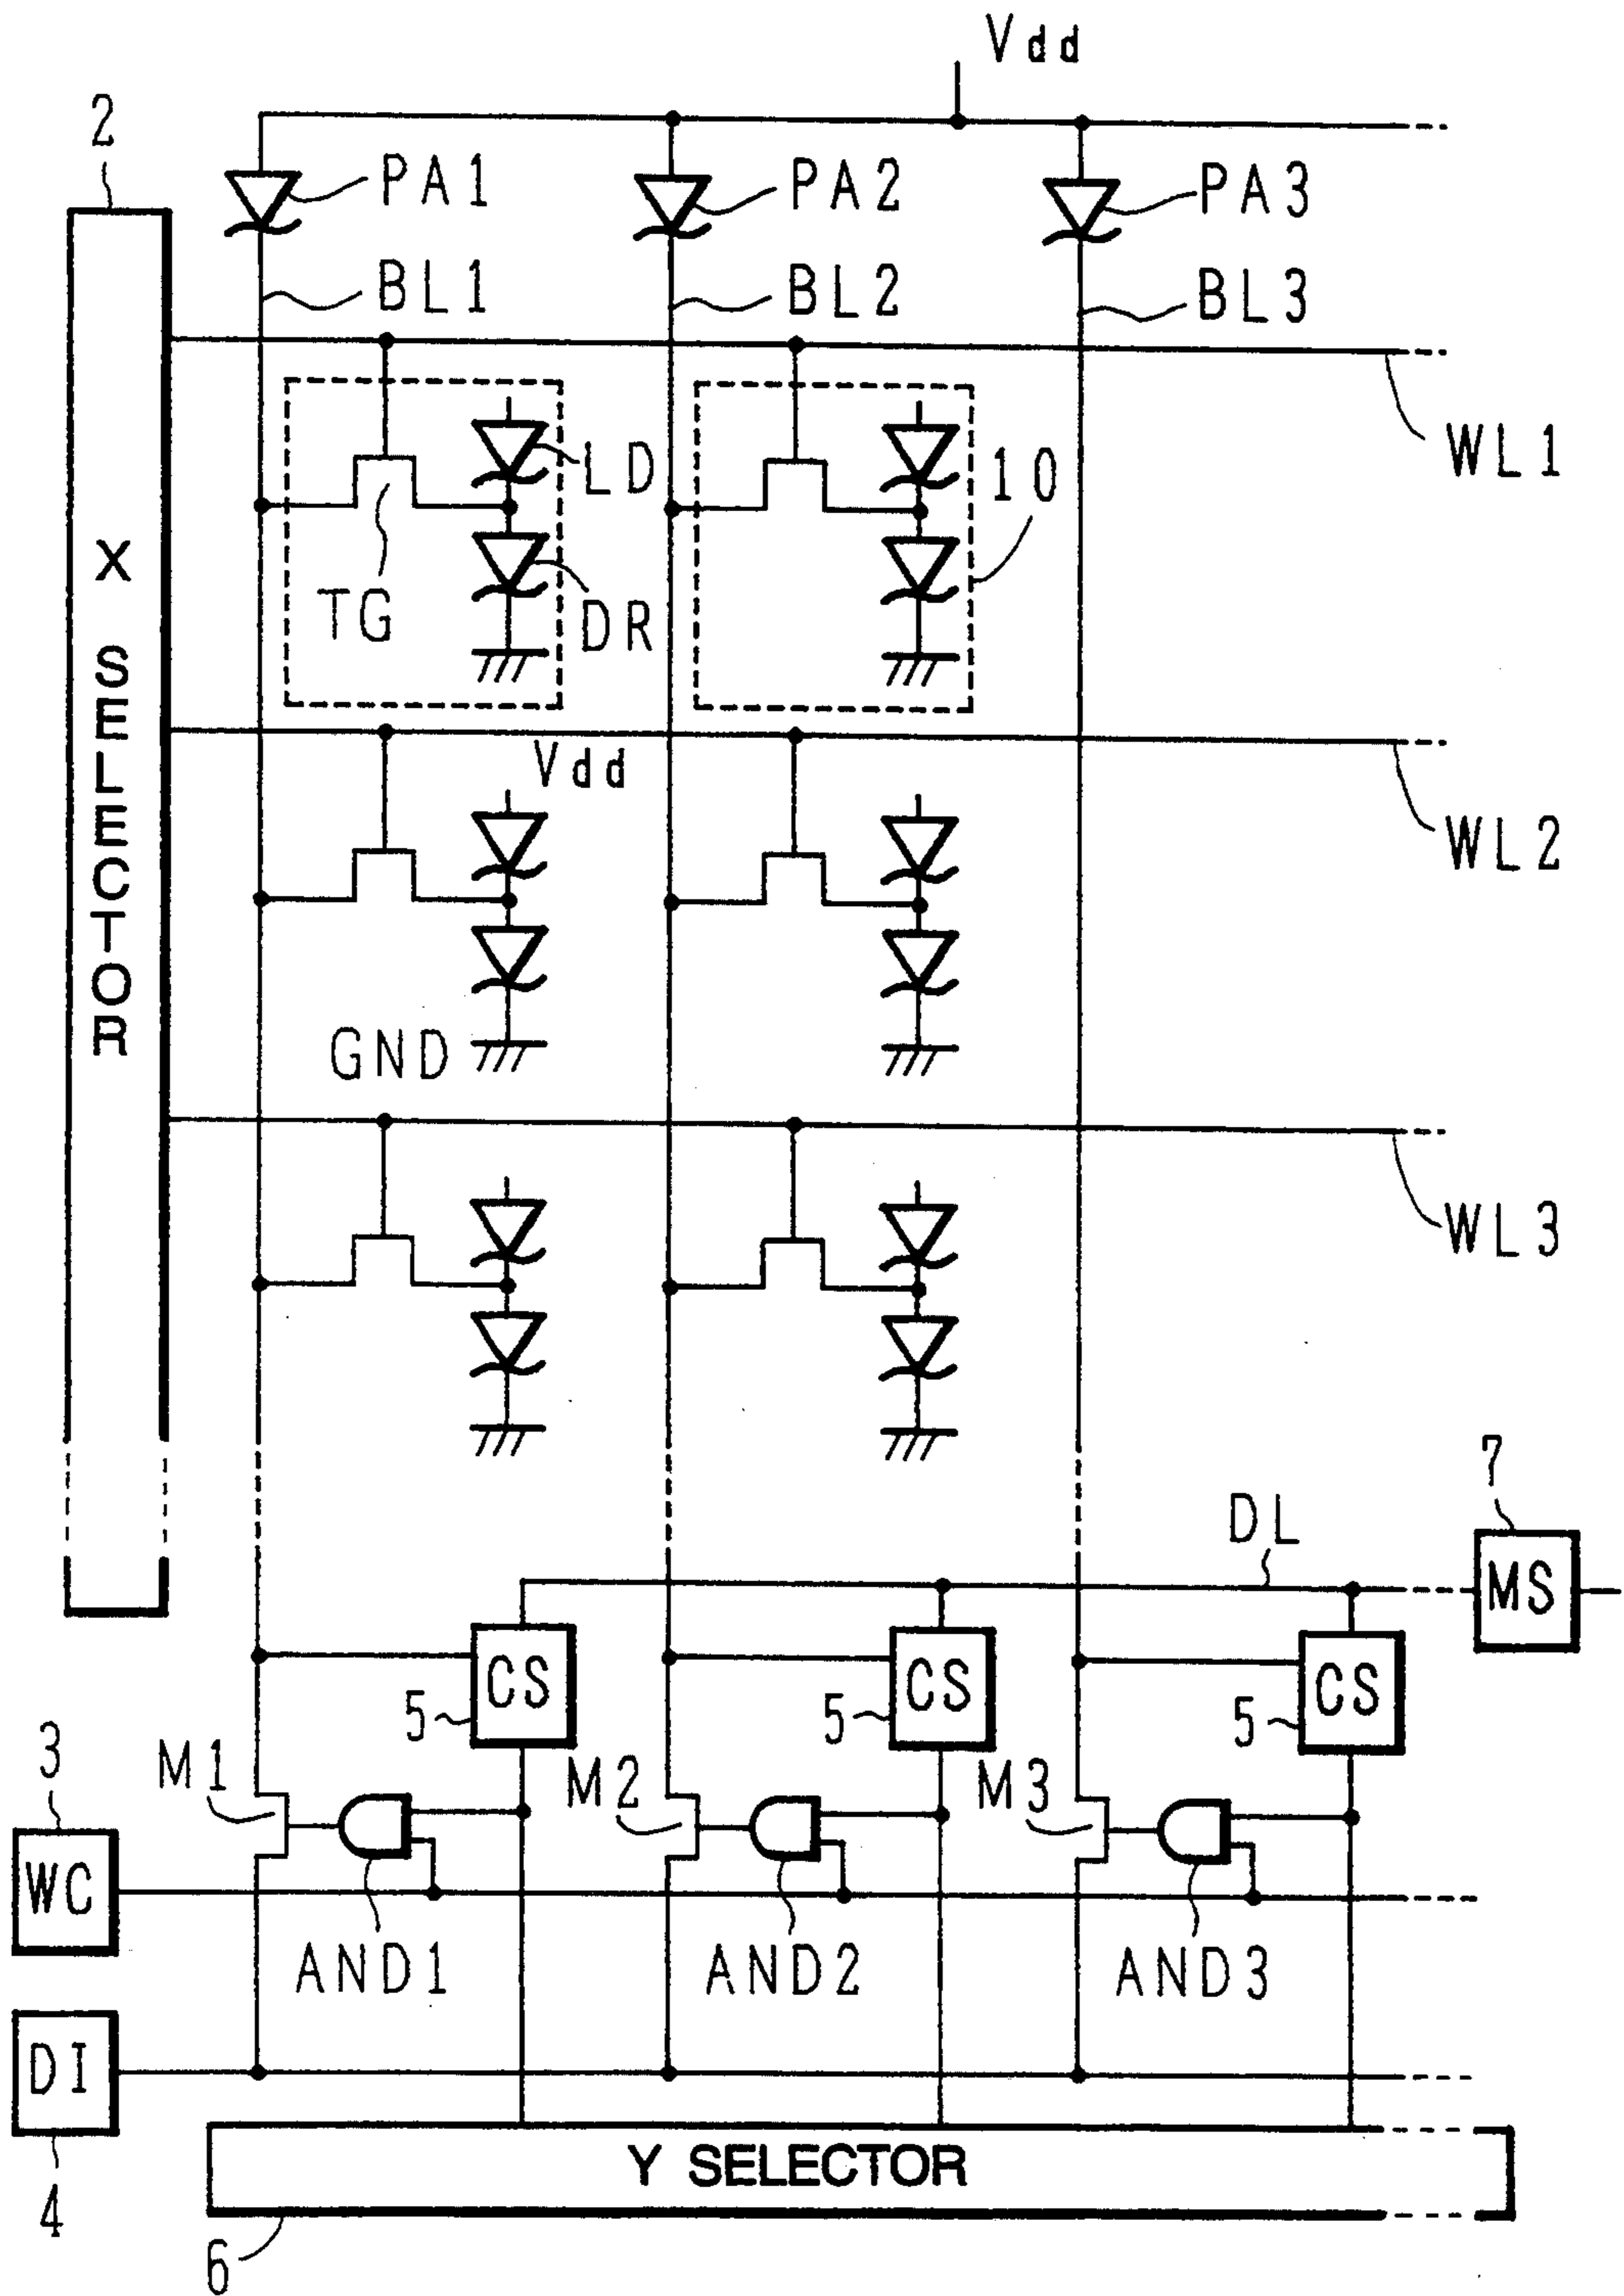 Vdd
2
PA1
PA2
PA3
BL1
BL2
BL3
WL1
LD
10
X SELECTOR
TG
DR
Vdd
WL2
GND
WL3
7
DL
MS
CS
CS
CS
5
5
5
3
M1
M2
M3
WC
AND1
AND2
AND3
DI
4
Y SELECTOR
6